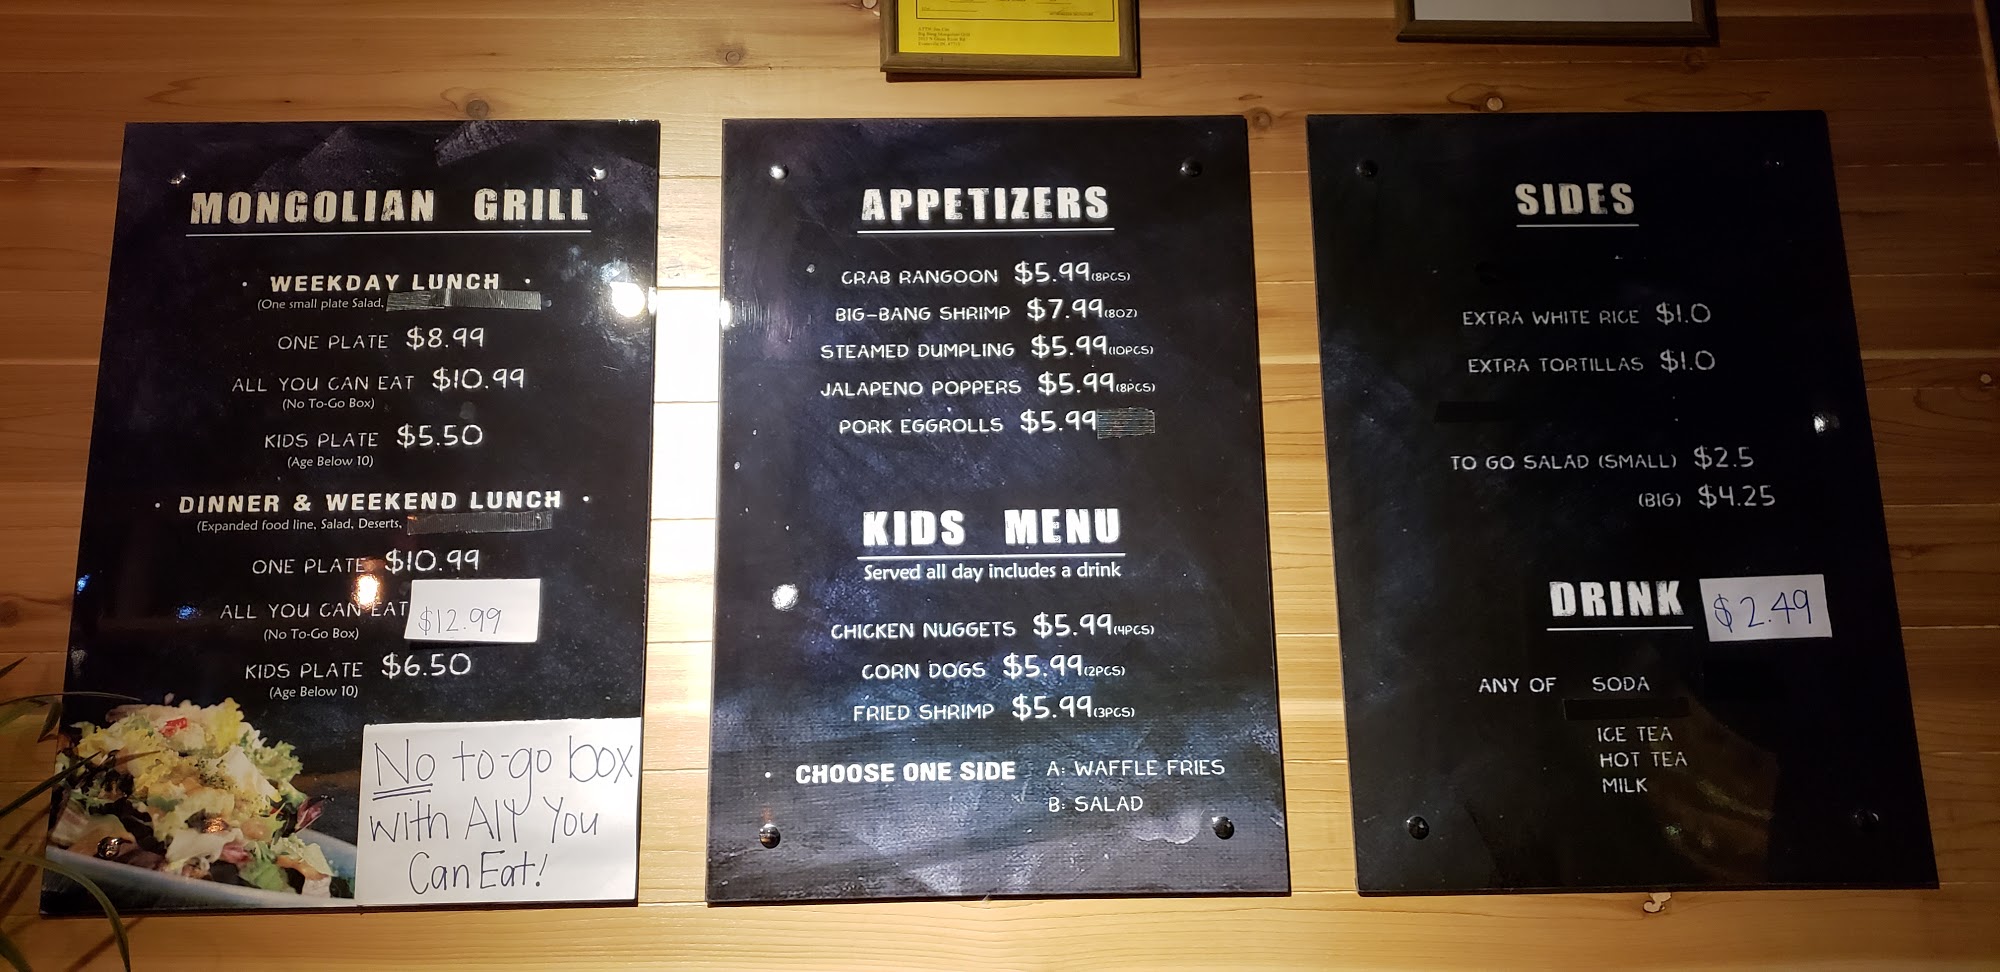 MONGOLIAN GRILL
· WEEKDAY LUNCH ·
(One small plate Salad,
ONE PLATE $8.99
ALL YOU CAN EAT $10.99
(No To-Go Box)
KIDS PLATE $5.50
(Age Below 10)
· DINNER & WEEKEND LUNCH ·
(Expanded food line, Salad, Deserts,
ONE PLATE $10.99
ALL YOU CAN EAT $12.99
(No To-Go Box)
KIDS PLATE $6.50
(Age Below 10)
No to-go box
with All You
Can Eat!
APPETIZERS
CRAB RANGOON $5.99(8PCS)
BIG-BANG SHRIMP $7.99(8OZ)
STEAMED DUMPLING $5.99(10PCS)
JALAPENO POPPERS $5.99(8PCS)
PORK EGGROLLS $5.99
KIDS MENU
Served all day includes a drink
CHICKEN NUGGETS $5.99(4PCS)
CORN DOGS $5.99(2PCS)
FRIED SHRIMP $5.99(3PCS)
· CHOOSE ONE SIDE A: WAFFLE FRIES
B: SALAD
SIDES
EXTRA WHITE RICE $1.0
EXTRA TORTILLAS $1.0
TO GO SALAD (SMALL) $2.5
(BIG) $4.25
DRINK $2.49
ANY OF SODA
ICE TEA
HOT TEA
MILK